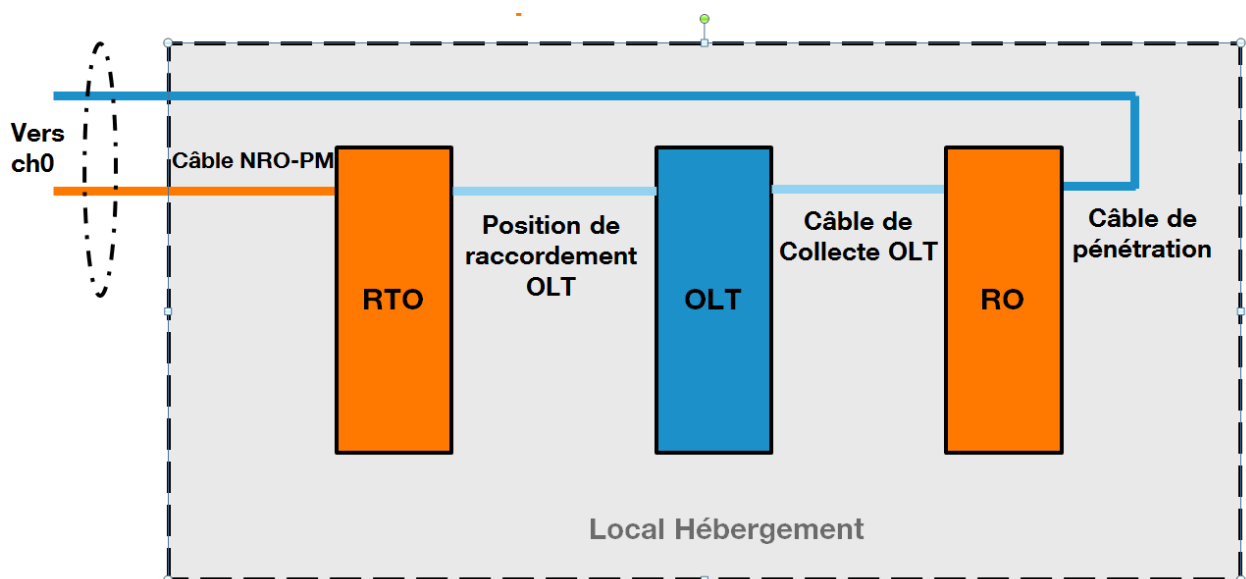 Vers
ch0
Câble NRO-PM
RTO
Position de
raccordement
OLT
OLT
Câble de
Collecte OLT
RO
Câble de
pénétration
Local Hébergement